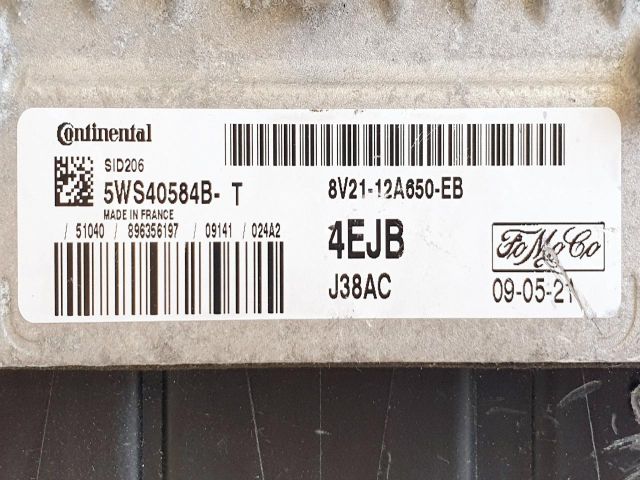 Continental
SID206
5WS40584B- T
MADE IN FRANCE
/ 51040 / 896356197 / 09141 / 024A2
8V21-12A650-EB
4EJB
J38AC
FoMoCo
09-05-21